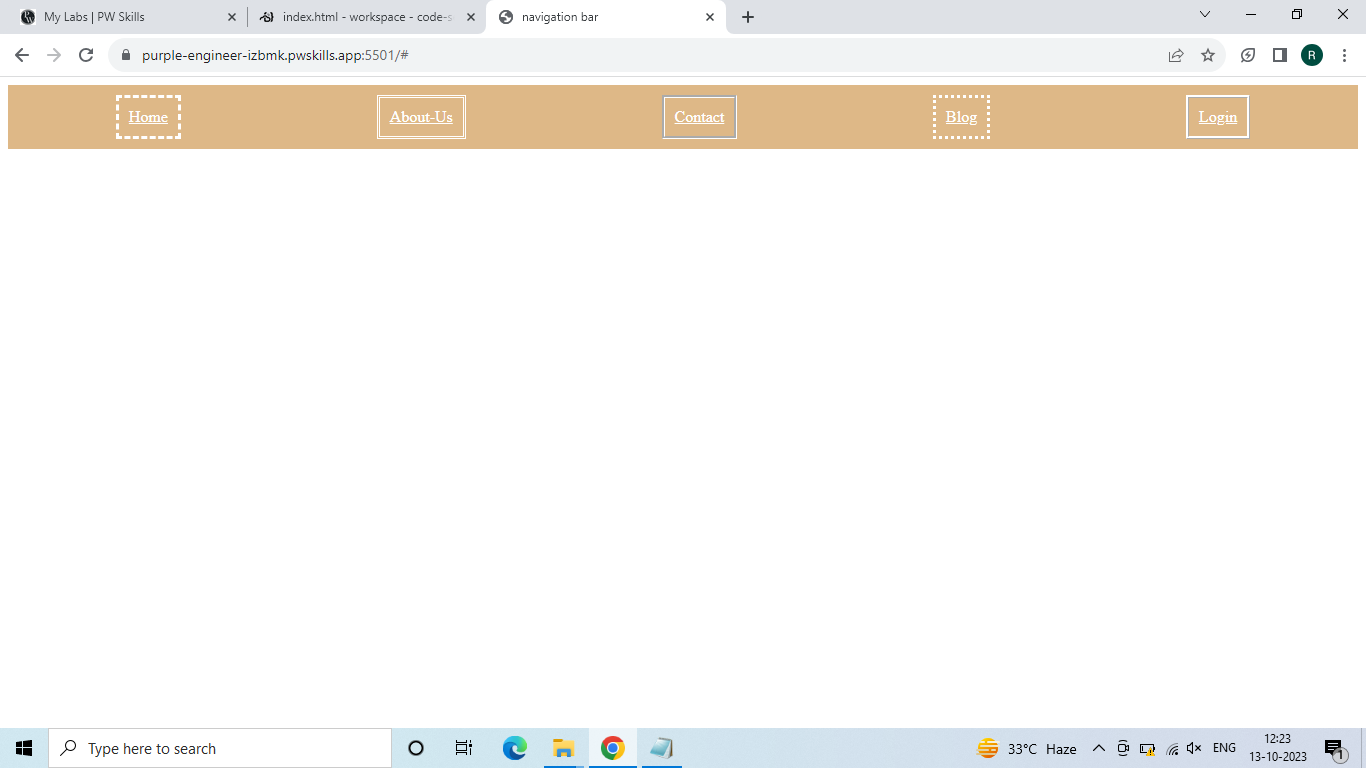 My Labs | PW Skills
index.html - workspace - code-s
navigation bar
purple-engineer-izbmk.pwskills.app:5501/#
R
Home
About-Us
Contact
Blog
Login
Type here to search
33°C Haze
ENG
12:23
13-10-2023
1